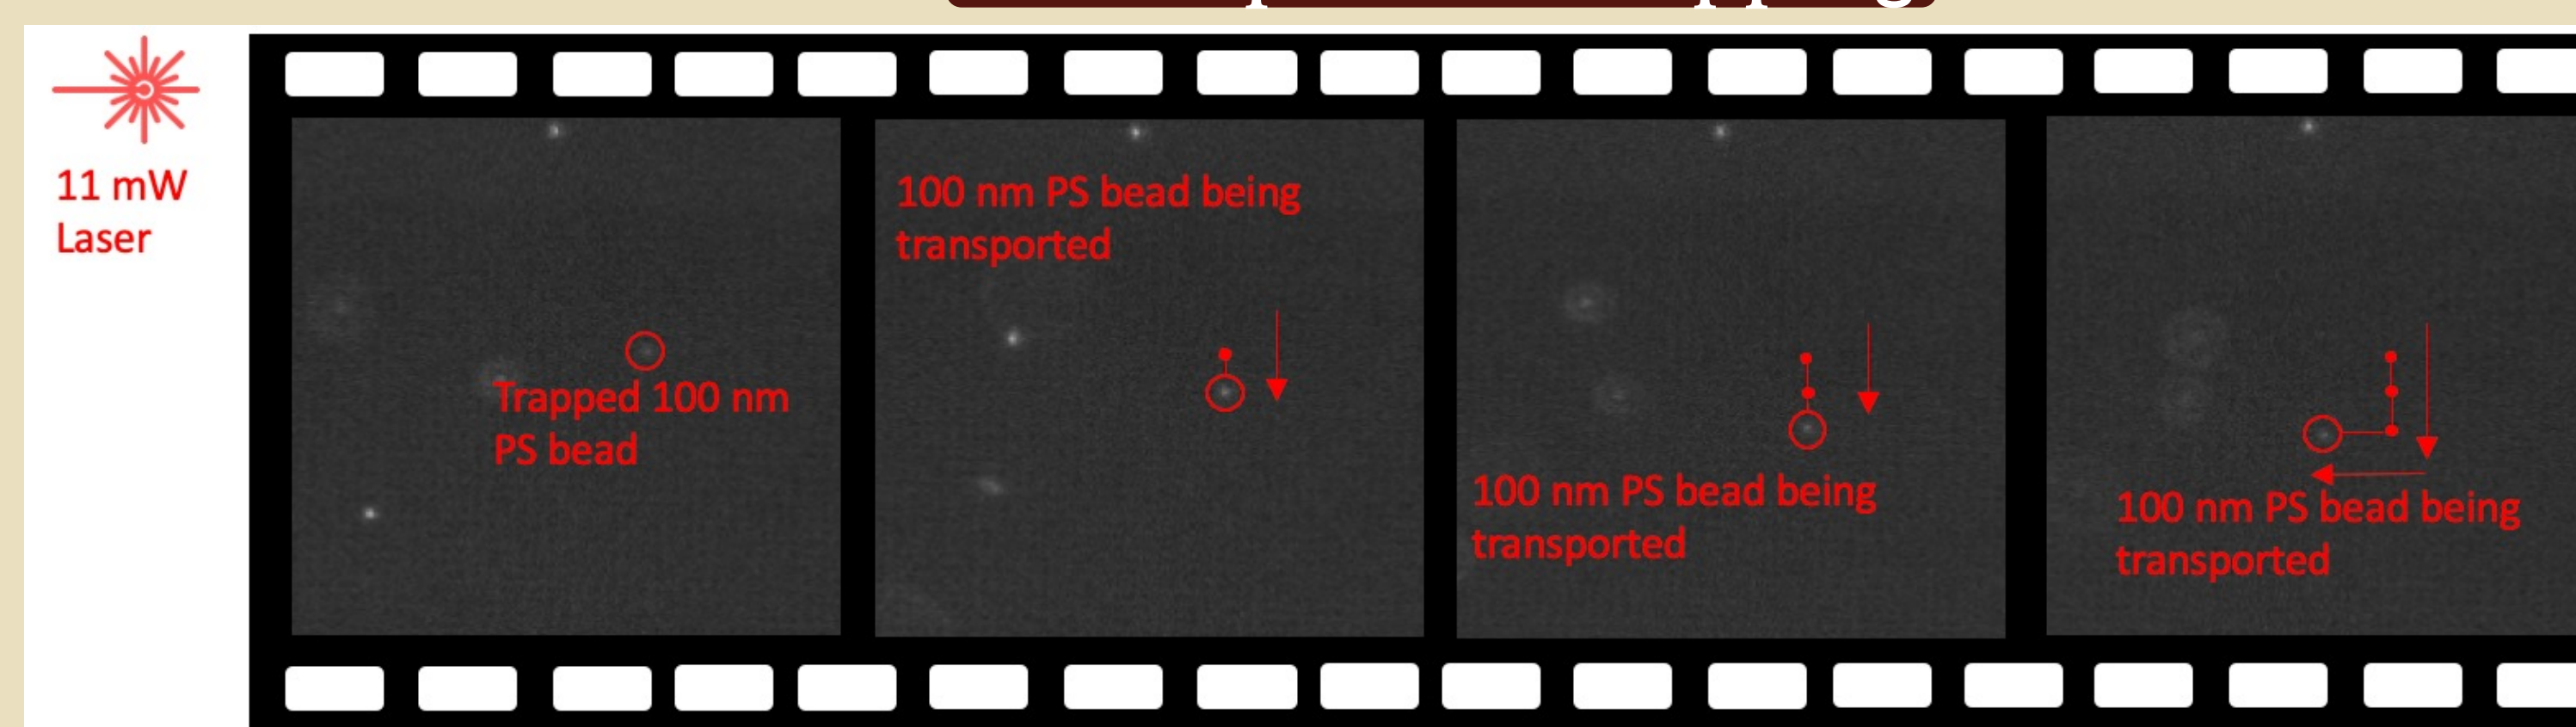 11 mW
Laser
Trapped 100 nm
PS bead
100 nm PS bead being
transported
100 nm PS bead being
transported
100 nm PS bead being
transported